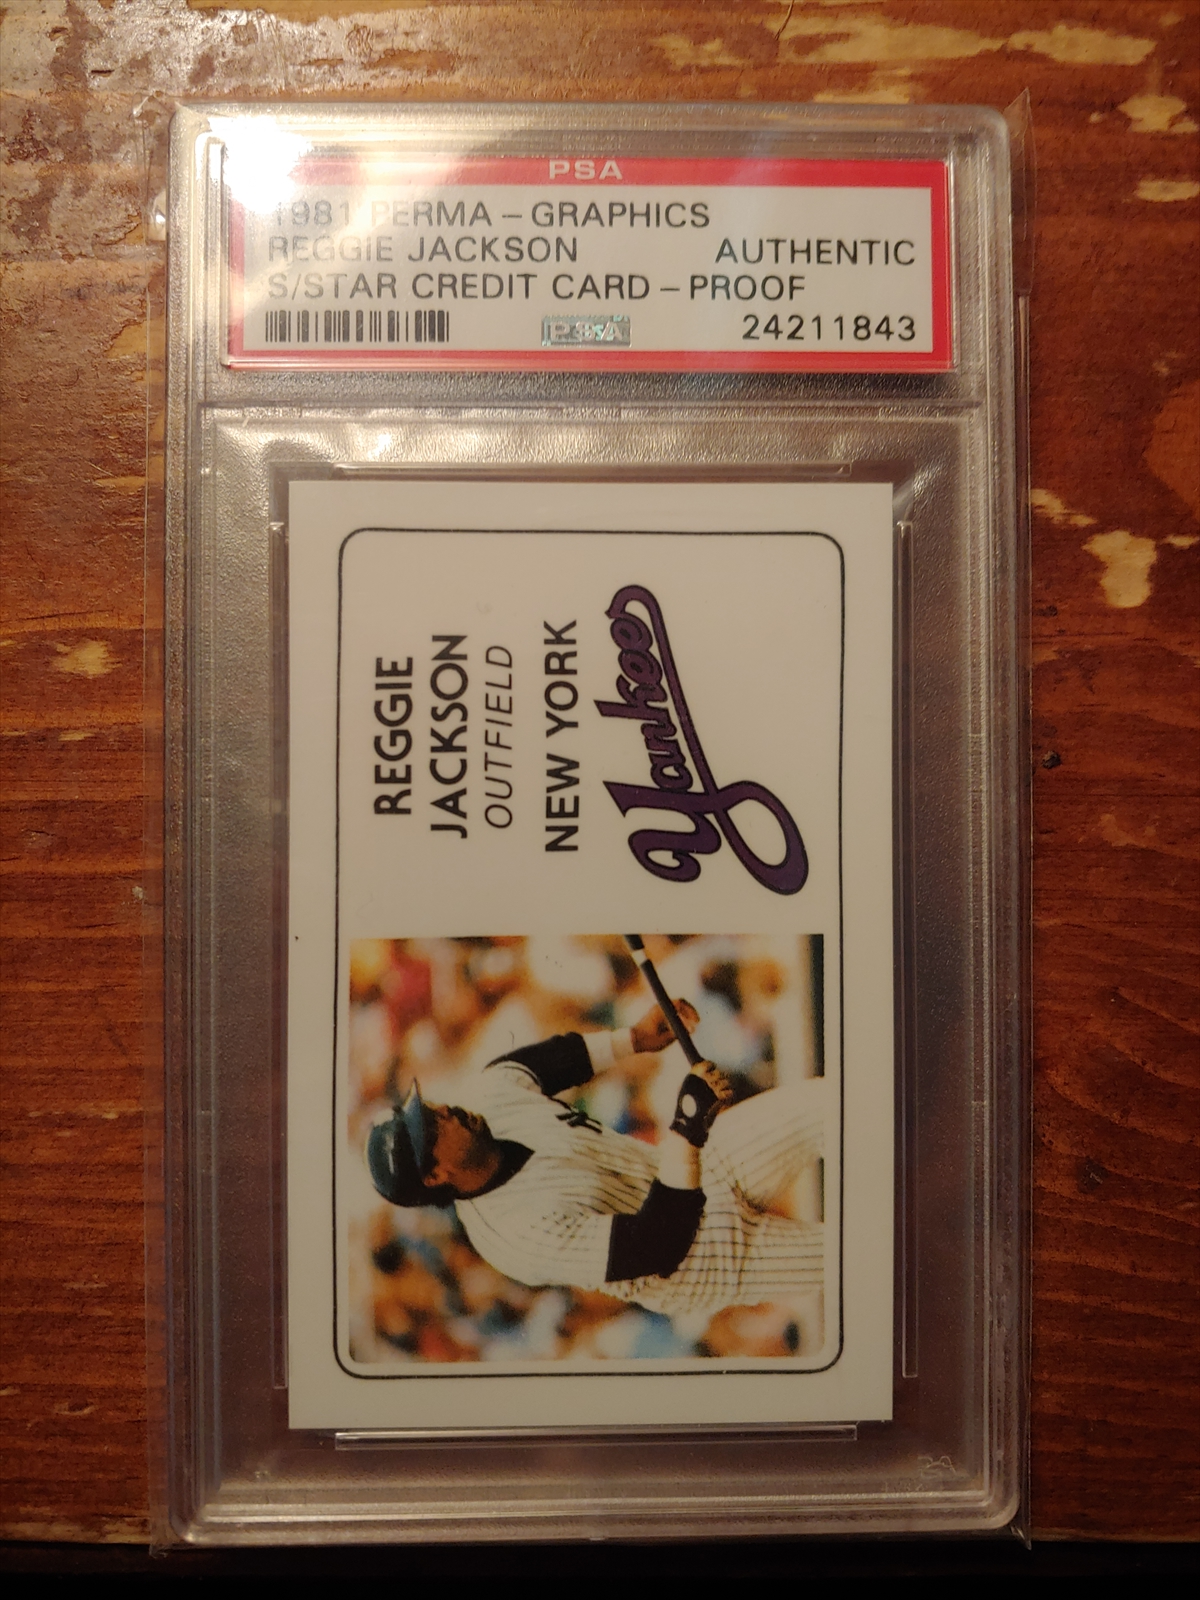 PSA
1981 PERMA-GRAPHICS
REGGIE JACKSON AUTHENTIC
S/STAR CREDIT CARD-PROOF
PSA 24211843
REGGIE
JACKSON
OUTFIELD
NEW YORK
Yankees